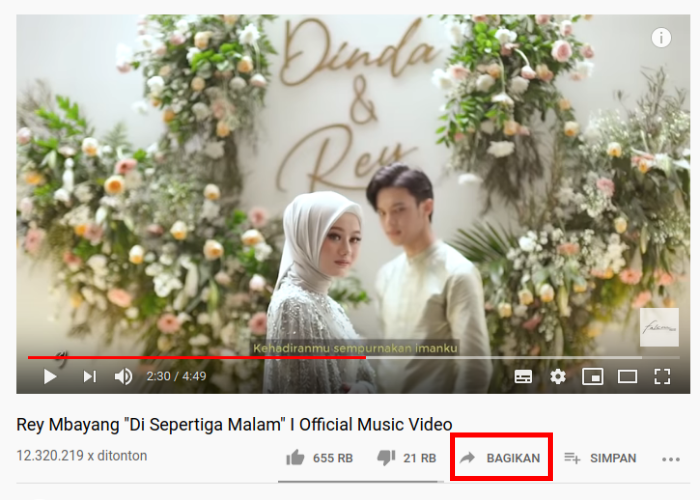 Dinda
&
Rey
Kehadiranmu sempurnakan imanku
2:30 / 4:49
Rey Mbayang "Di Sepertiga Malam" I Official Music Video
12.320.219 x ditonton
655 RB
21 RB
BAGIKAN
SIMPAN